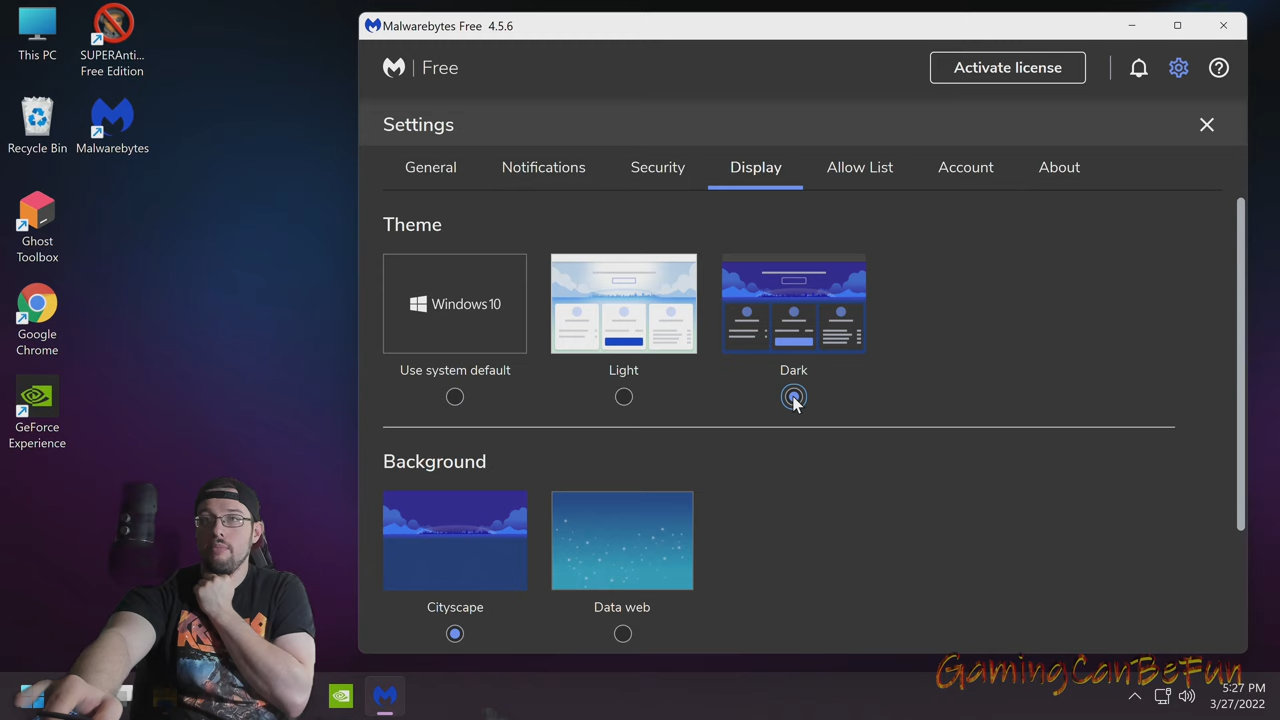 This PC
SUPERAnti...
Free Edition
Recycle Bin
Malwarebytes
Ghost
Toolbox
Google
Chrome
GeForce
Experience
Malwarebytes Free 4.5.6
Free
Activate license
Settings
General
Notifications
Security
Display
Allow List
Account
About
Theme
Windows 10
Use system default
Light
Dark
Background
Cityscape
Data web
GamingCanBeFun
5:27 PM
3/27/2022